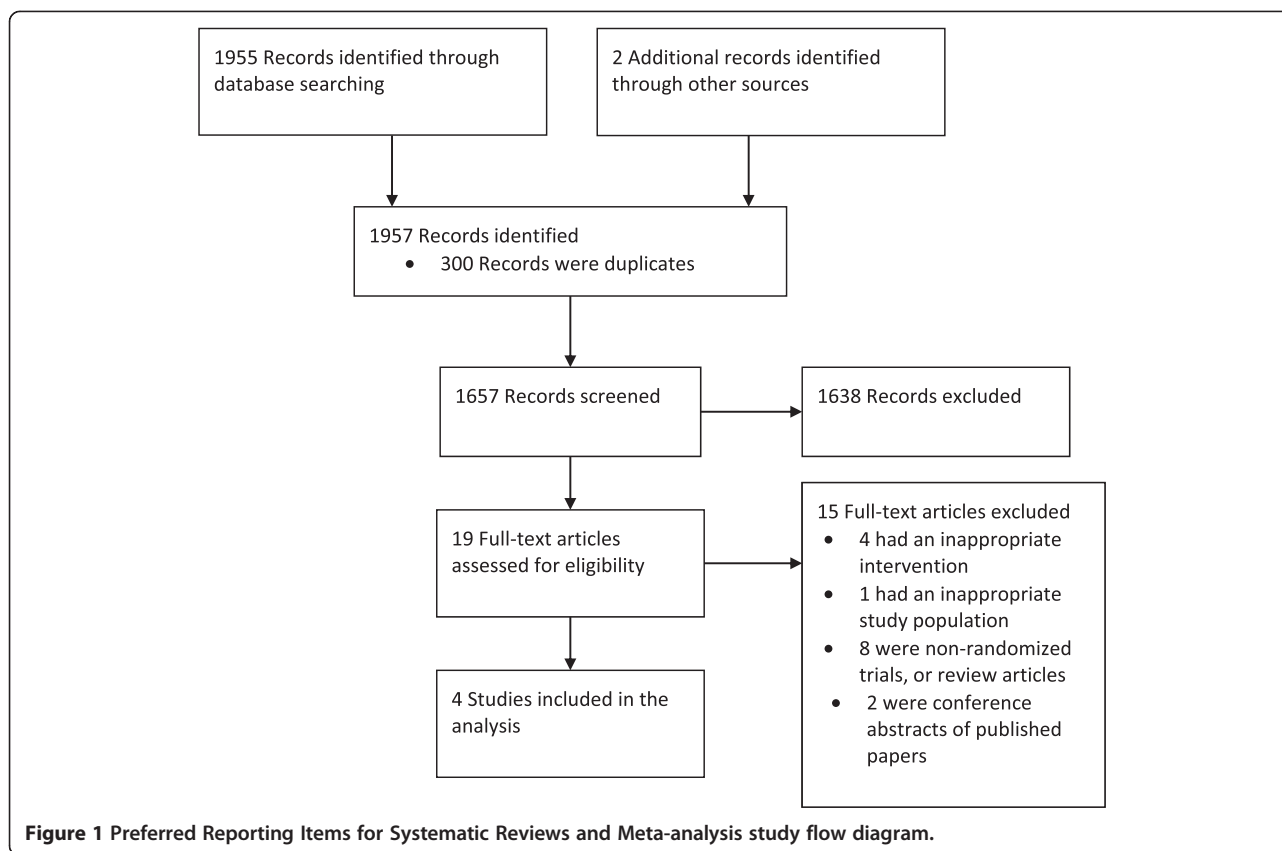 1955 Records identified through
database searching
2 Additional records identified
through other sources
1957 Records identified
• 300 Records were duplicates
1657 Records screened
1638 Records excluded
19 Full-text articles
assessed for eligibility
15 Full-text articles excluded
• 4 had an inappropriate
intervention
• 1 had an inappropriate
study population
• 8 were non-randomized
trials, or review articles
• 2 were conference
abstracts of published
papers
4 Studies included in the
analysis
Figure 1 Preferred Reporting Items for Systematic Reviews and Meta-analysis study flow diagram.